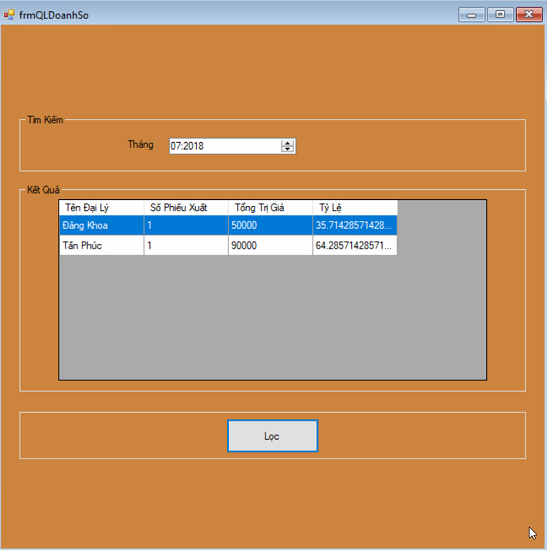 frmQLDoanhSo
Tìm Kiếm
Tháng 07:2018
Kết Quả
Tên Đại Lý Số Phiếu Xuất Tổng Trị Giá Tỷ Lệ
Đăng Khoa 1 50000 35.71428571428...
Tấn Phúc 1 90000 64.28571428571...
Lọc